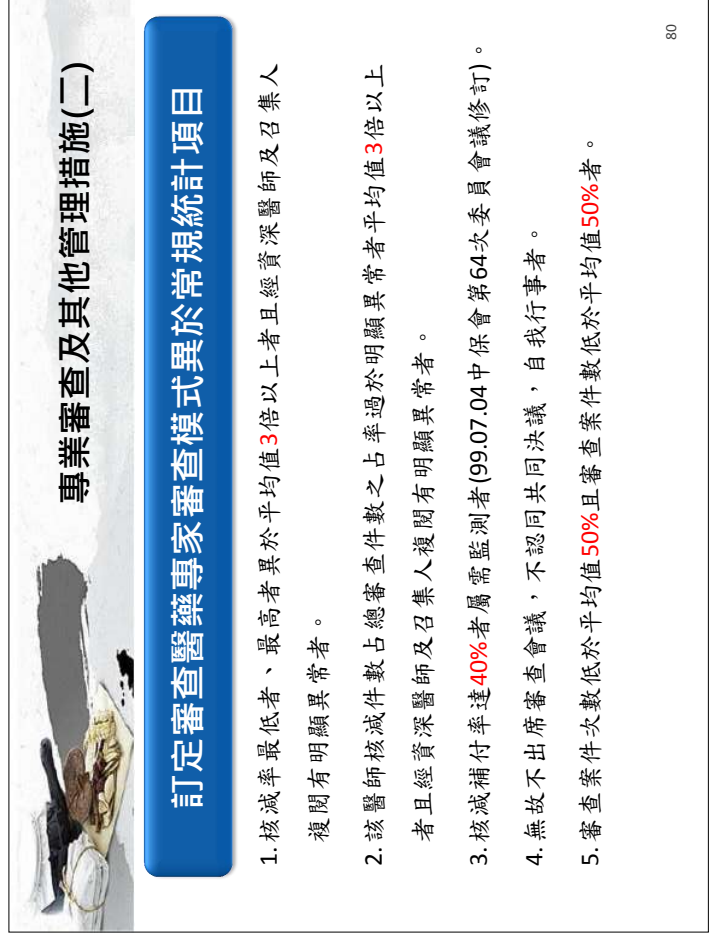 專業審查及其他管理措施(二)
訂定審查醫藥專家審查模式異於常規統計項目
1. 核減率最低者、最高者異於平均值3倍以上者且經資深醫師及召集人
複閱有明顯異常者。
2. 該醫師核減件數占總審查件數之占率過於明顯異常者平均值3倍以上
者且經資深醫師及召集人複閱有明顯異常者。
3. 核減補付率達40%者屬需監測者(99.07.04中保會第64次委員會議修訂)。
4. 無故不出席審查會議，不認同共同決議，自我行事者。
5. 審查案件次數低於平均值50%且審查案件數低於平均值50%者。
80